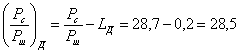 (Pс/Pш)Д = Pс/Pш − LД = 28,7 − 0,2 = 28,5